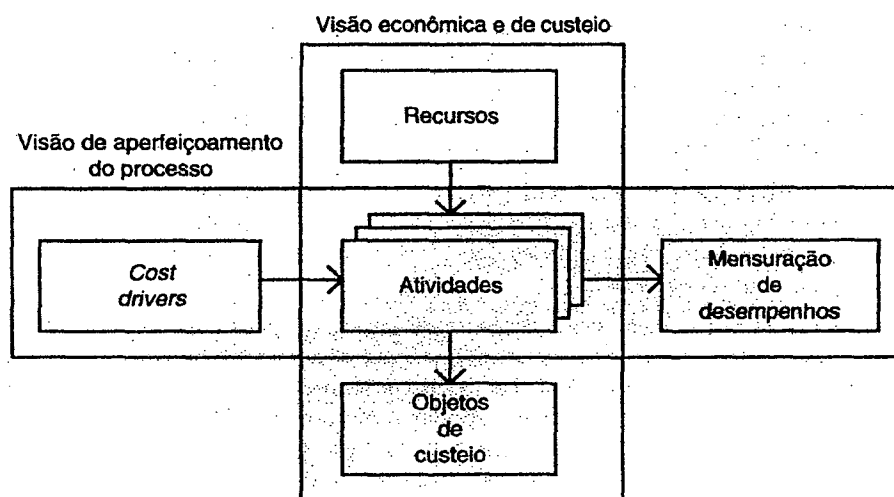 Visão econômica e de custeio
Recursos
Visão de aperfeiçoamento
do processo
Cost
drivers
Atividades
Mensuração
de
desempenhos
Objetos
de
custeio